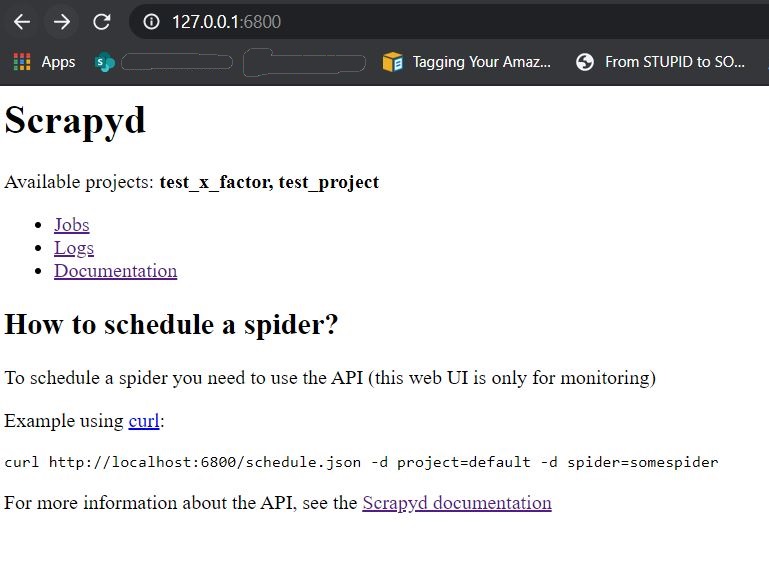 127.0.0.1:6800
Apps S Tagging Your Amaz... From STUPID to SO...
Scrapyd
Available projects: test_x_factor, test_project
Jobs
Logs
Documentation
How to schedule a spider?
To schedule a spider you need to use the API (this web UI is only for monitoring)
Example using curl:
curl http://localhost:6800/schedule.json -d project=default -d spider=somespider
For more information about the API, see the Scrapyd documentation